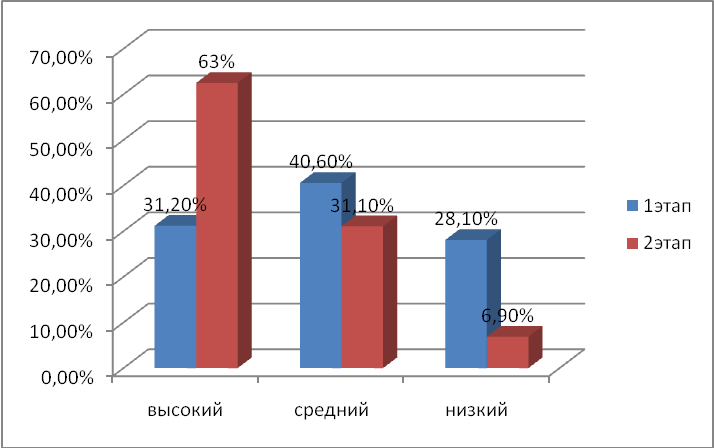 70,00%
60,00%
50,00%
40,00%
30,00%
20,00%
10,00%
0,00%
31,20%
63%
40,60%
31,10%
28,10%
6,90%
высокий
средний
низкий
1этап
2этап